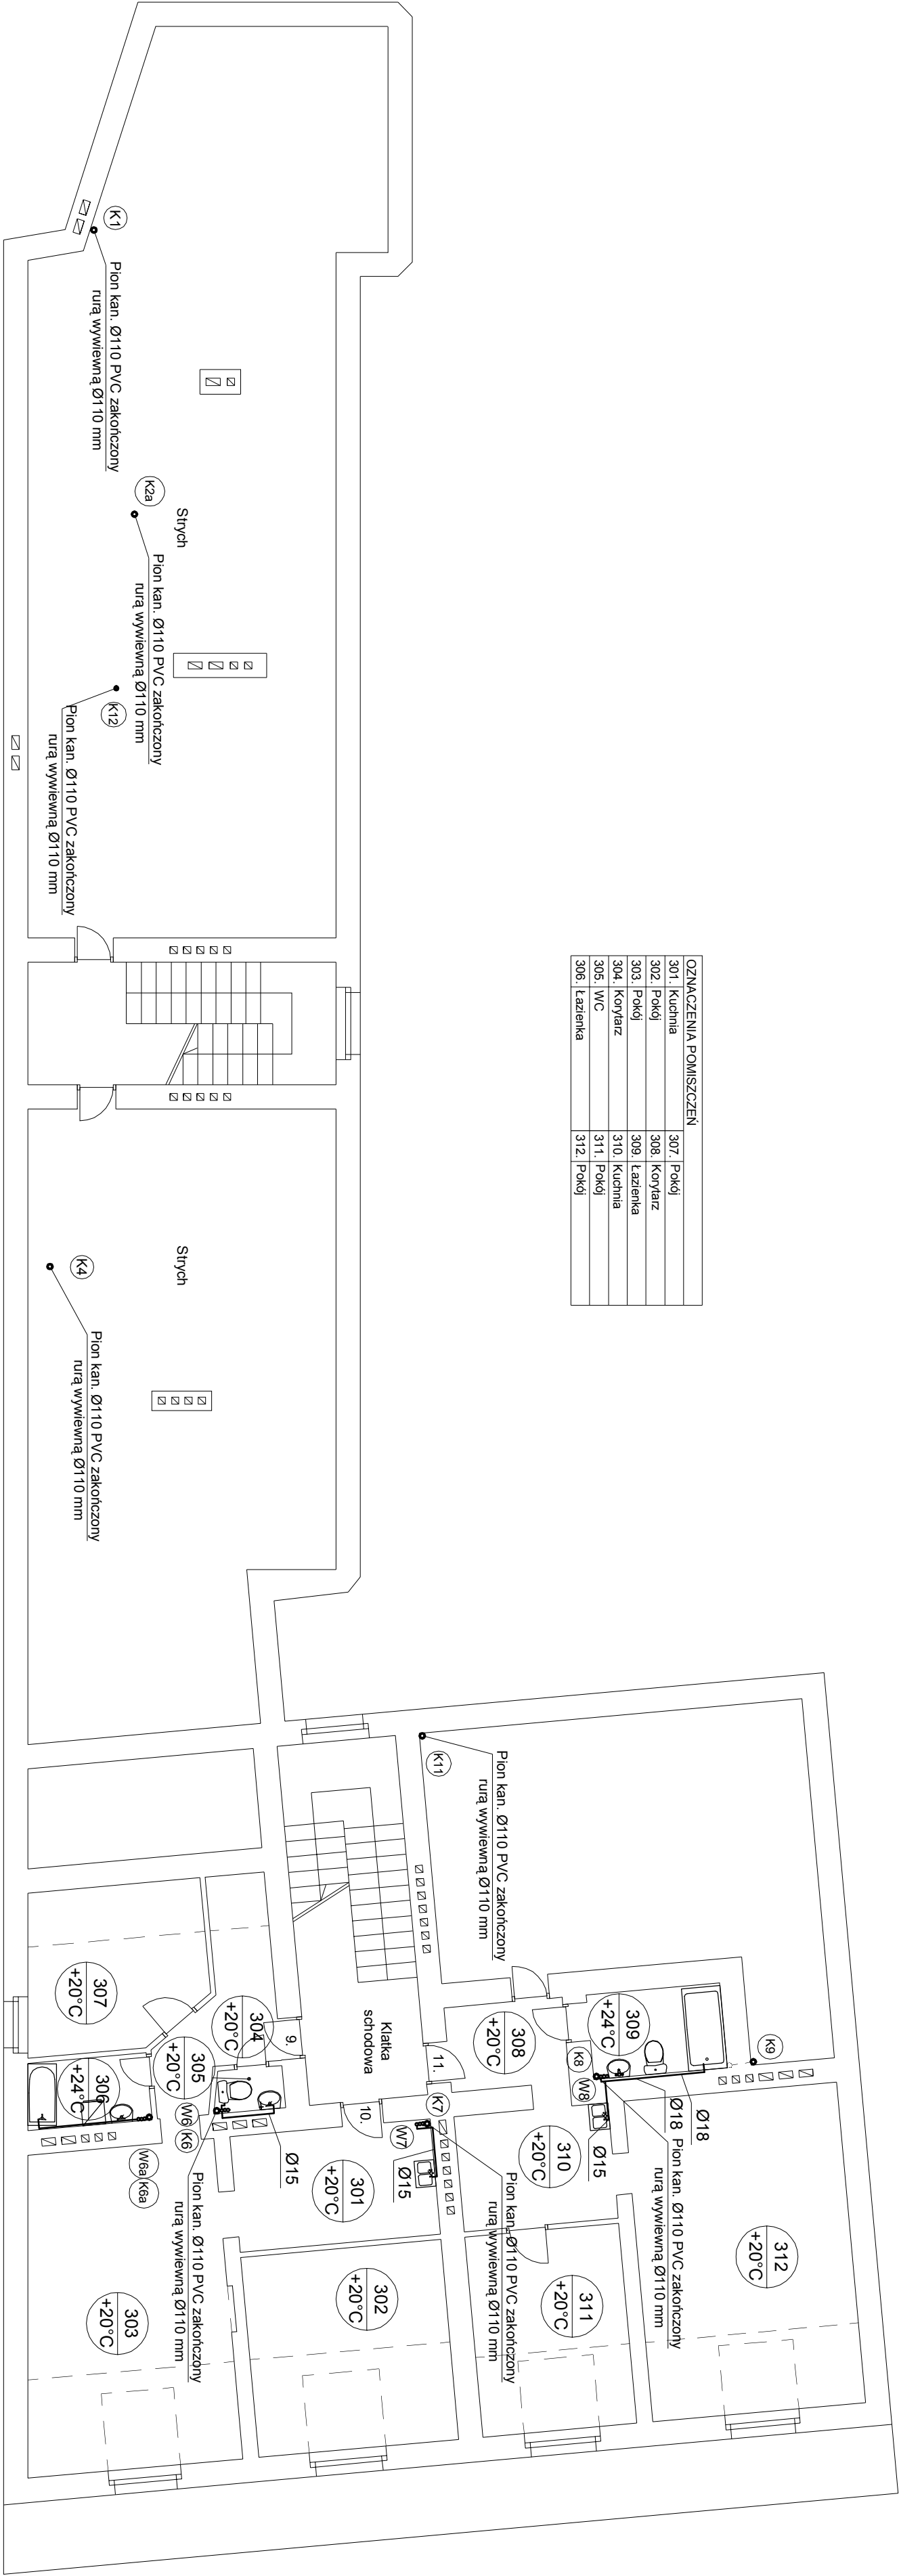 OZNACZENIA POMISZCZEŃ
301. Kuchnia 307. Pokój
302. Pokój 308. Korytarz
303. Pokój 309. Łazienka
304. Korytarz 310. Kuchnia
305. WC 311. Pokój
306. Łazienka 312. Pokój
K1
Pion kan. Ø110 PVC zakończony
rurą wywiewną Ø110 mm
K2a
Strych
Pion kan. Ø110 PVC zakończony
rurą wywiewną Ø110 mm
K12
Pion kan. Ø110 PVC zakończony
rurą wywiewną Ø110 mm
K4
Strych
Pion kan. Ø110 PVC zakończony
rurą wywiewną Ø110 mm
K11
Pion kan. Ø110 PVC zakończony
rurą wywiewną Ø110 mm
K9
309
+24°C
308
+20°C
K8
W8
Ø18
Ø18
Pion kan. Ø110 PVC zakończony
rurą wywiewną Ø110 mm
Ø15
310
+20°C
312
+20°C
311
+20°C
Klatka
schodowa
9.
10.
11.
K7
W7
Ø15
Pion kan. Ø110 PVC zakończony
rurą wywiewną Ø110 mm
301
+20°C
302
+20°C
303
+20°C
304
+20°C
305
+20°C
W6
K6
Ø15
Pion kan. Ø110 PVC zakończony
rurą wywiewną Ø110 mm
307
+20°C
306
+24°C
W6a
K6a